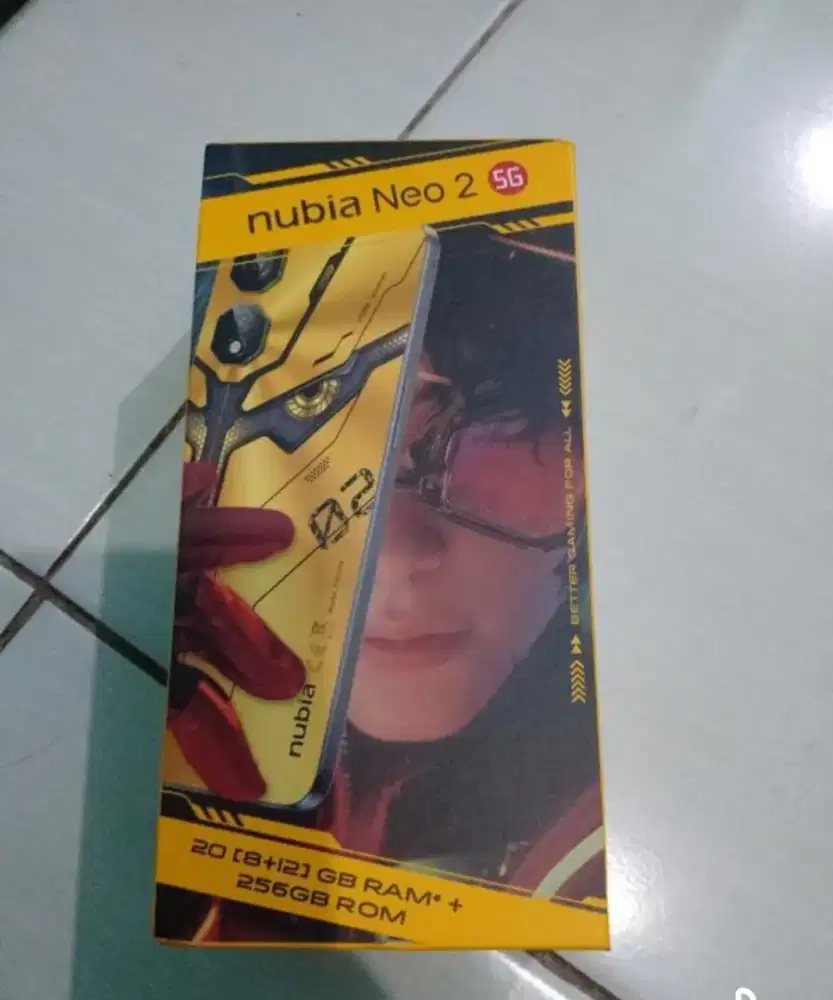 nubia Neo 2 5G
02
nubia
BETTER GAMING FOR ALL
20 [8+12] GB RAM* +
256GB ROM